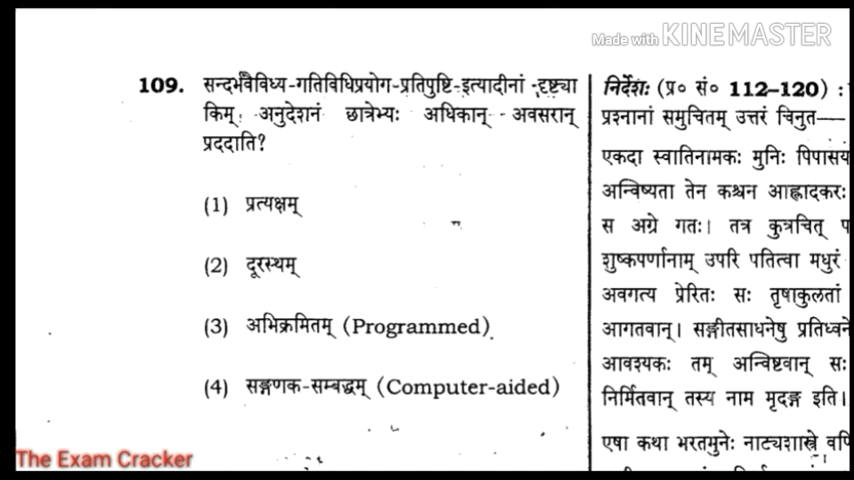 Made with KINEMASTER
109. सन्दर्भवैविध्य-गतिविधिप्रयोग-प्रतिपुष्टि-इत्यादीनां दृष्ट्या
किम् अनुदेशनं छात्रेभ्यः अधिकान् अवसरान्
प्रददाति?
(1) प्रत्यक्षम्
(2) दूरस्थम्
(3) अभिक्रमितम् (Programmed)
(4) सङ्गणक-सम्बद्धम् (Computer-aided)
निर्देशः (प्र० सं० 112–120) :
प्रश्नानां समुचितम् उत्तरं चिनुत—
एकदा स्वातिनामकः मुनिः
अन्विष्यता तेन कश्चन आह्लादकरः
स अग्रे गतः। तत्र कुत्रचित्
शुष्कपर्णानाम् उपरि पतित्वा मधुरं
अवगत्य प्रेरितः सः तृषाकुलतां
आगतवान्। सङ्गीतसाधनेषु
आवश्यकः तम् अन्विष्टवान् सः
निर्मितवान् तस्य नाम मृदङ्ग इति।
एषा कथा भरतमुनेः नाट्यशास्त्रे
The Exam Cracker